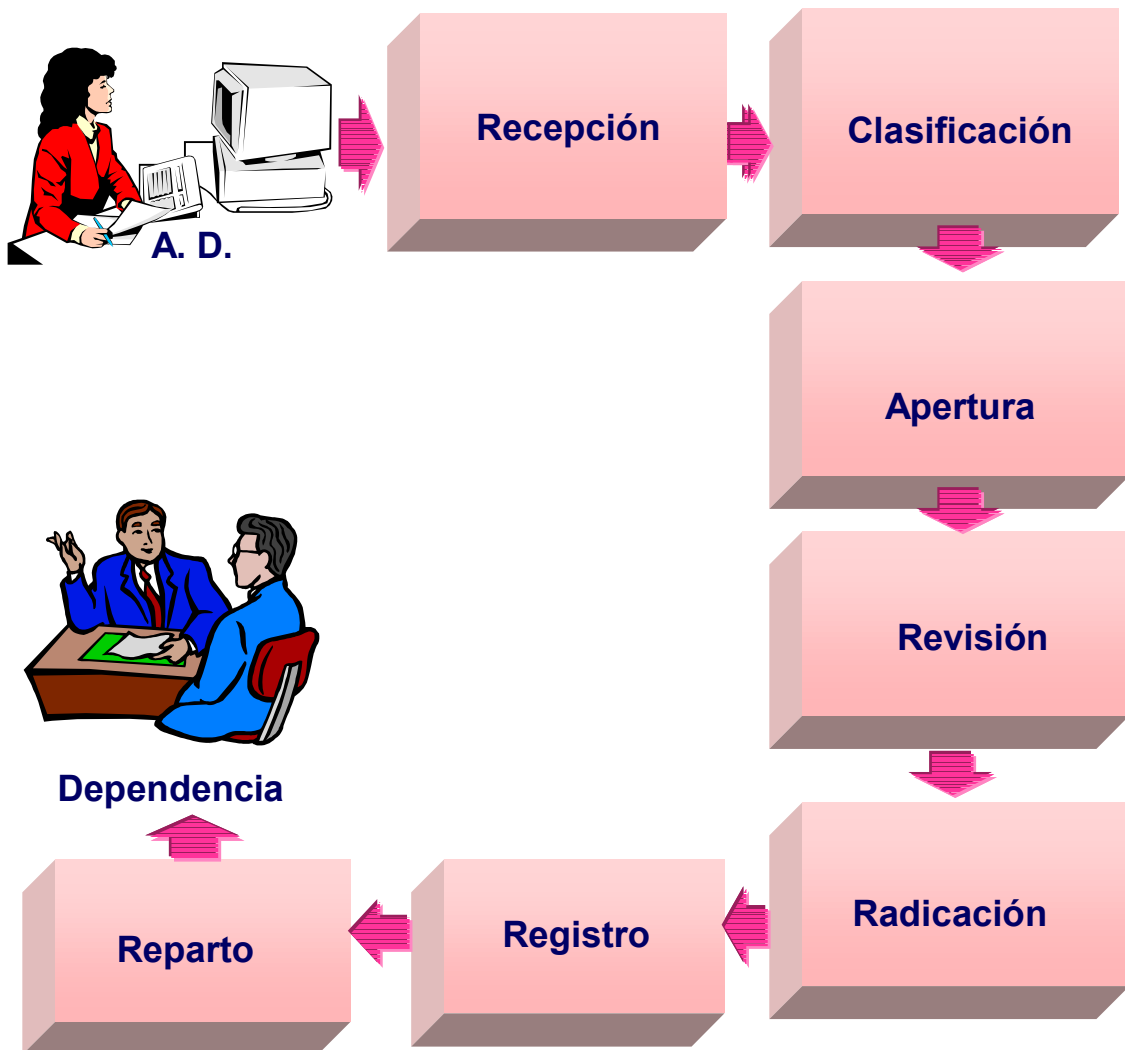 A. D.
Recepción
Clasificación
Apertura
Revisión
Radicación
Registro
Reparto
Dependencia